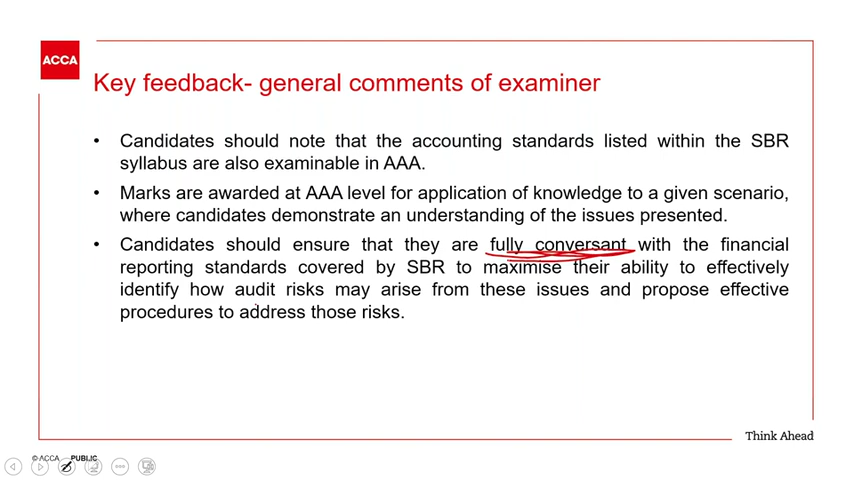 ACCA
Key feedback- general comments of examiner
• Candidates should note that the accounting standards listed within the SBR
syllabus are also examinable in AAA.
• Marks are awarded at AAA level for application of knowledge to a given scenario,
where candidates demonstrate an understanding of the issues presented.
• Candidates should ensure that they are fully conversant with the financial
reporting standards covered by SBR to maximise their ability to effectively
identify how audit risks may arise from these issues and propose effective
procedures to address those risks.
Think Ahead
© ACCA PUBLIC